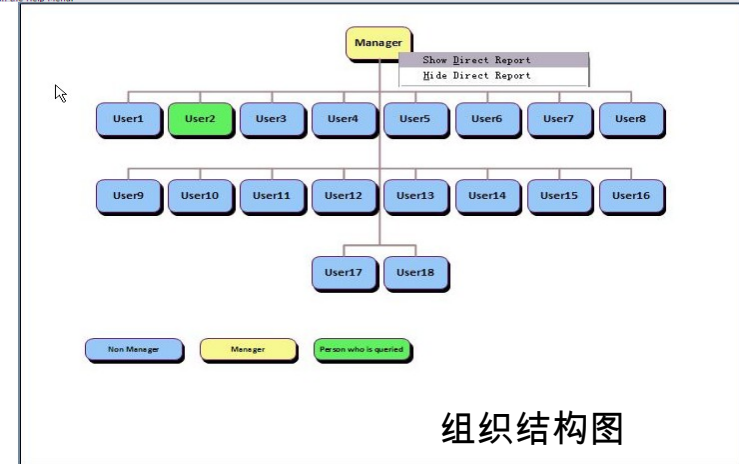 Manager
Show Direct Report
Hide Direct Report
User1 User2 User3 User4 User5 User6 User7 User8
User9 User10 User11 User12 User13 User14 User15 User16
User17 User18
Non Manager Manager Person who is queried
组织结构图